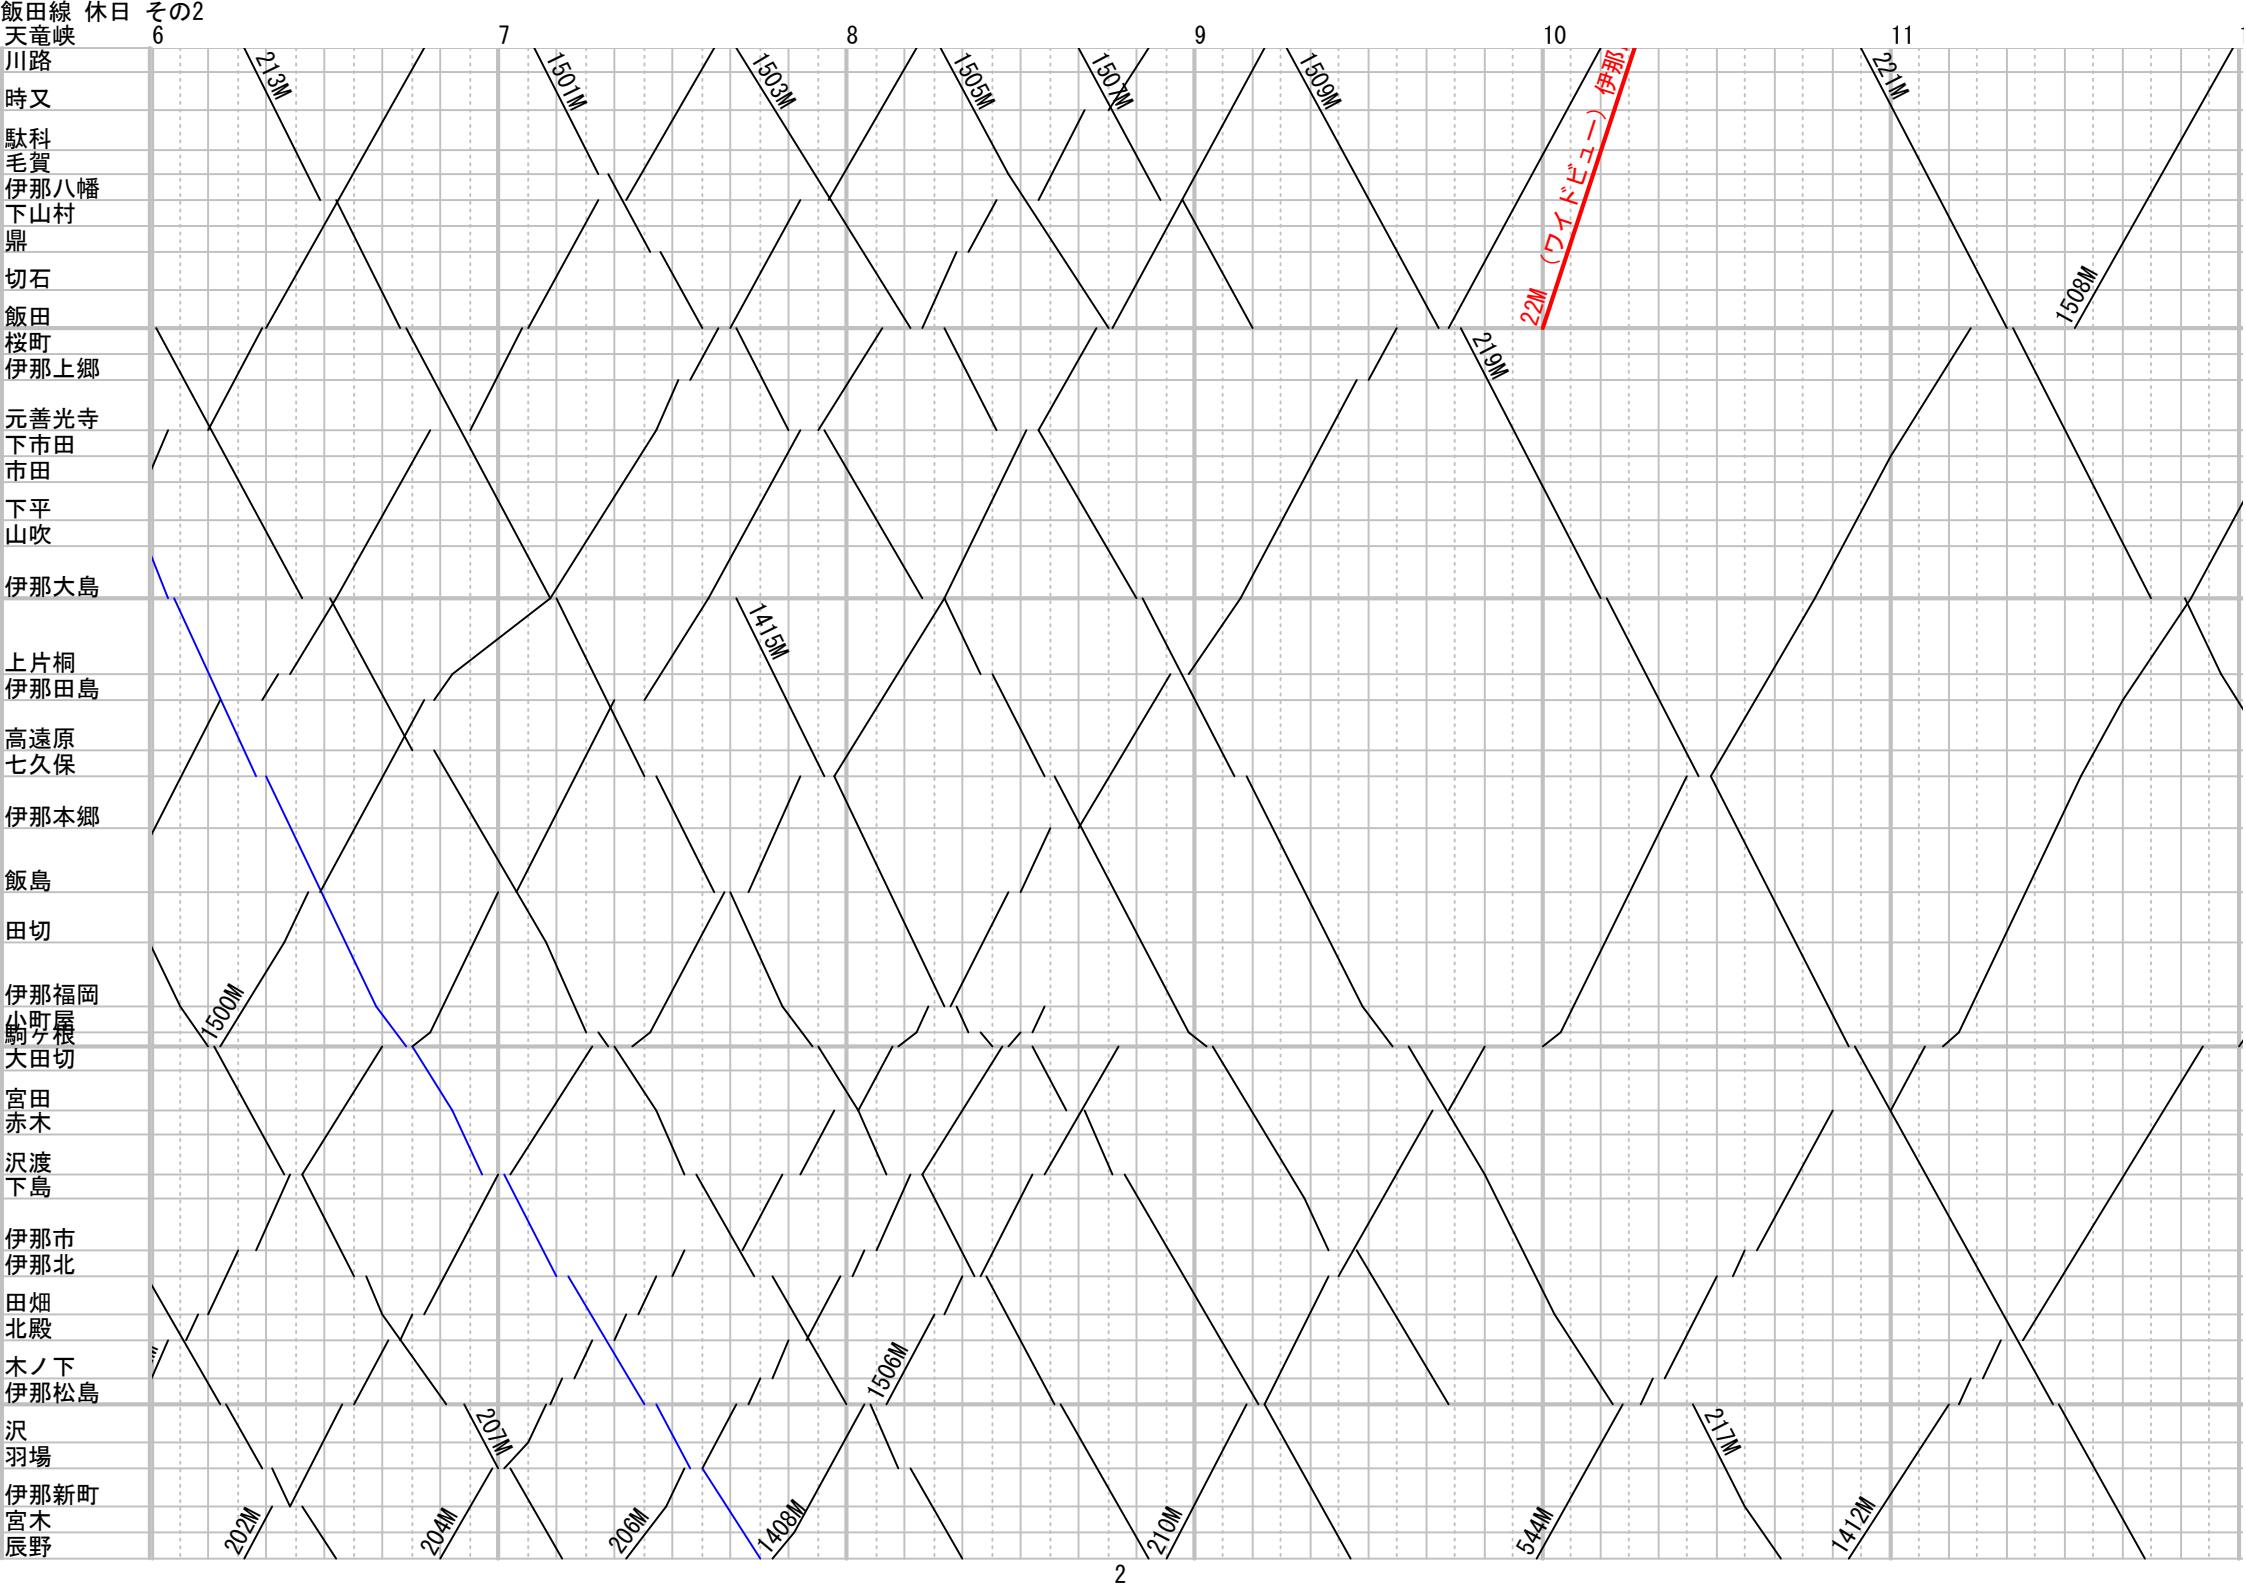 飯田線 休日 その2
6 7 8 9 10 11
天竜峡
川路
時又
駄科
毛賀
伊那八幡
下山村
鼎
切石
飯田
桜町
伊那上郷
元善光寺
下市田
市田
下平
山吹
伊那大島
上片桐
伊那田島
高遠原
七久保
伊那本郷
飯島
田切
伊那福岡
小町屋
駒ヶ根
大田切
宮田
赤木
沢渡
下島
伊那市
伊那北
田畑
北殿
木ノ下
伊那松島
沢
羽場
伊那新町
宮木
辰野
213M
1501M
1503M
1505M
1507M
1509M
22M (ワイドビュー) 伊那
221M
1508M
219M
1415M
1500M
1506M
207M
217M
202M
204M
206M
1408M
210M
544M
1412M
2